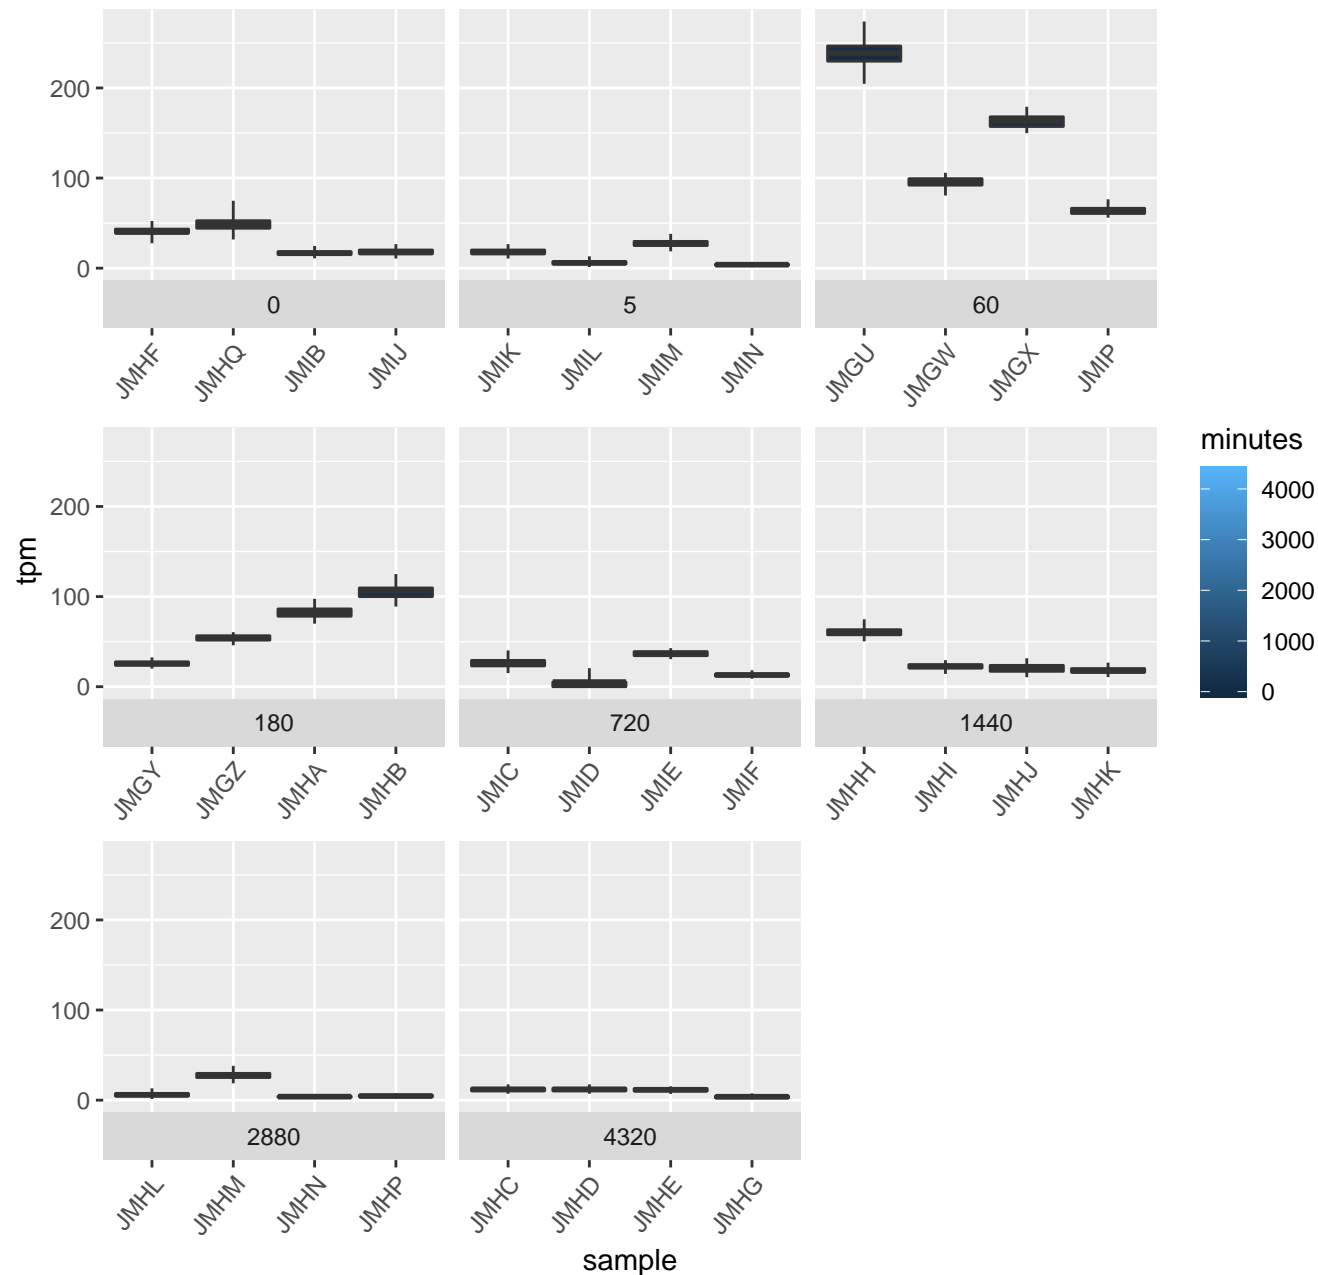 200
100
0
0
5
60
JMHF
JMHQ
JMIB
JMIJ
JMIK
JMIL
JMIM
JMIN
JMGU
JMGW
JMGX
JMIP
tpm
200
100
0
180
720
1440
JMGY
JMGZ
JMHA
JMHB
JMIC
JMID
JMIE
JMIF
JMHH
JMHI
JMHJ
JMHK
minutes
4000
3000
2000
1000
0
200
100
0
2880
4320
JMHL
JMHM
JMHN
JMHP
JMHC
JMHD
JMHE
JMHG
sample